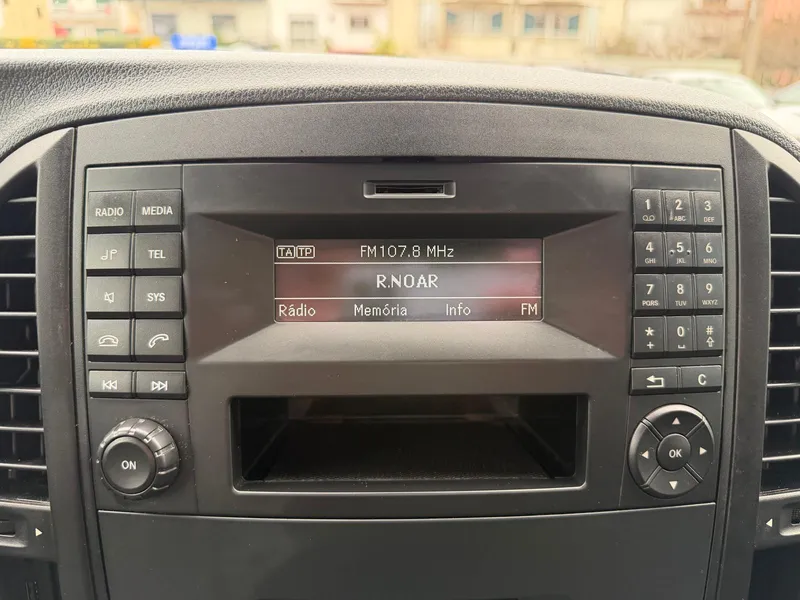 RADIO MEDIA
TEL
SYS
TA TP FM107.8 MHz
R.NOAR
Rádio Memória Info FM
ON
1 2 ABC 3 DEF
4 GHI 5 JKL 6 MNO
7 PQRS 8 TUV 9 WXYZ
* + 0 #
C
OK